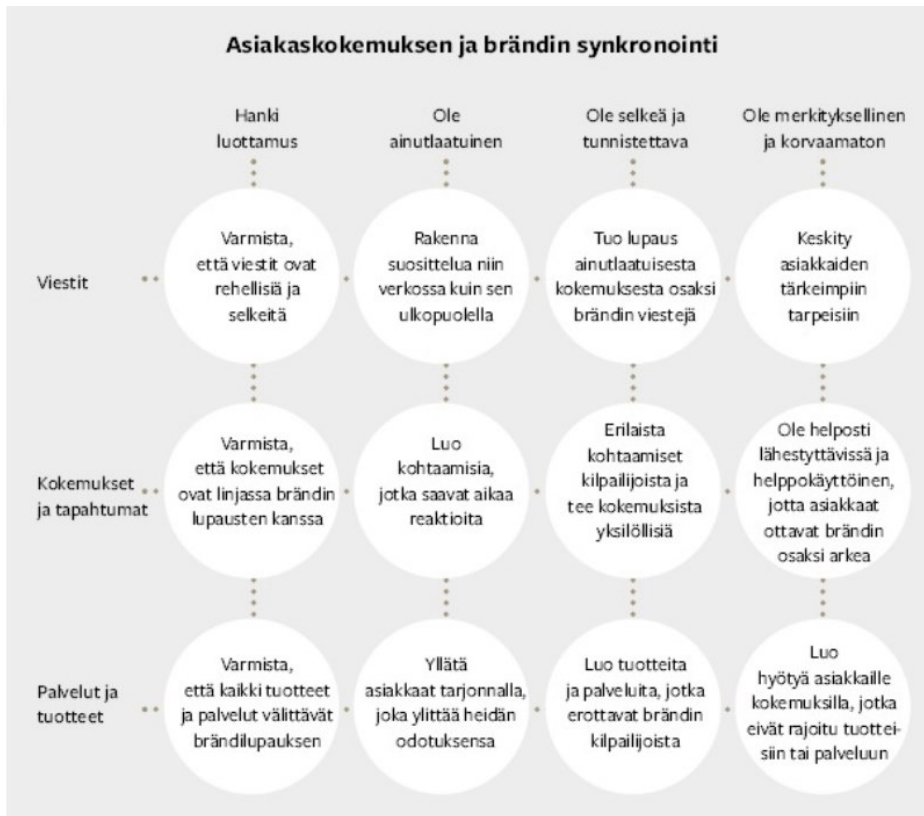 Asiakaskokemuksen ja brändin synkronointi
Hanki
luottamus
Ole
ainutlaatuinen
Ole selkeä ja
tunnistettava
Ole merkityksellinen
ja korvaamaton
Viestit
Varmista,
että viestit ovat
rehellisiä ja
selkeitä
Rakenna
suosittelua niin
verkossa kuin sen
ulkopuolella
Tuo lupaus
ainutlaatuisesta
kokemuksesta osaksi
brändin viestejä
Keskity
asiakkaiden
tärkeimpiin
tarpeisiin
Kokemukset
ja tapahtumat
Varmista,
että kokemukset
ovat linjassa brändin
lupausten kanssa
Luo
kohtaamisia,
jotka saavat aikaa
reaktioita
Erilaista
kohtaamiset
kilpailijoista ja
tee kokemuksista
yksilöllisiä
Ole helposti
lähestyttävissä ja
helppokäyttöinen,
jotta asiakkaat
ottavat brändin
osaksi arkea
Palvelut ja
tuotteet
Varmista,
että kaikki tuotteet
ja palvelut välittävät
brändilupauksen
Yllätä
asiakkaat tarjonnalla,
joka ylittää heidän
odotuksensa
Luo tuotteita
ja palveluita, jotka
erottavat brändin
kilpailijoista
Luo
hyötyä asiakkaille
kokemuksilla, jotka
eivät rajoitu tuottei-
siin tai palveluun